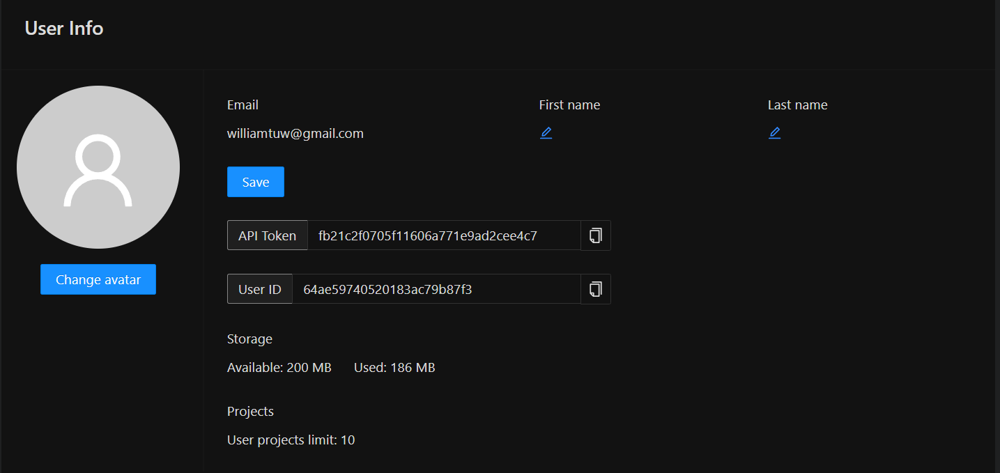 User Info
Email
First name
Last name
williamtuw@gmail.com
Save
API Token
fb21c2f0705f11606a771e9ad2cee4c7
Change avatar
User ID
64ae59740520183ac79b87f3
Storage
Available: 200 MB Used: 186 MB
Projects
User projects limit: 10